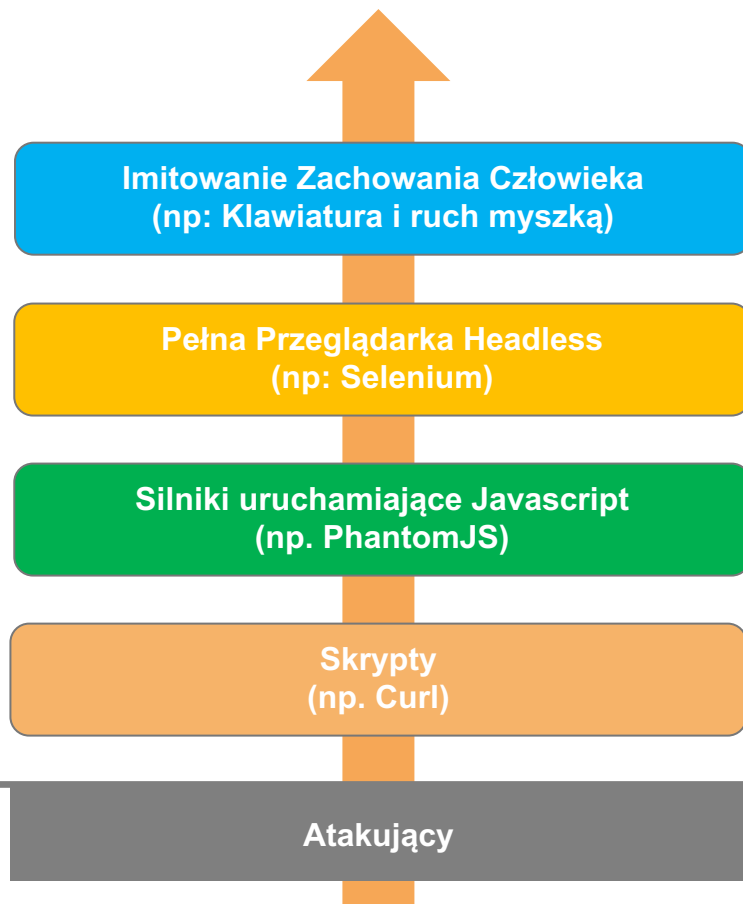 Imitowanie Zachowania Człowieka
(np: Klawiatura i ruch myszką)
Pełna Przeglądarka Headless
(np: Selenium)
Silniki uruchamiające Javascript
(np. PhantomJS)
Skrypty
(np. Curl)
Atakujący